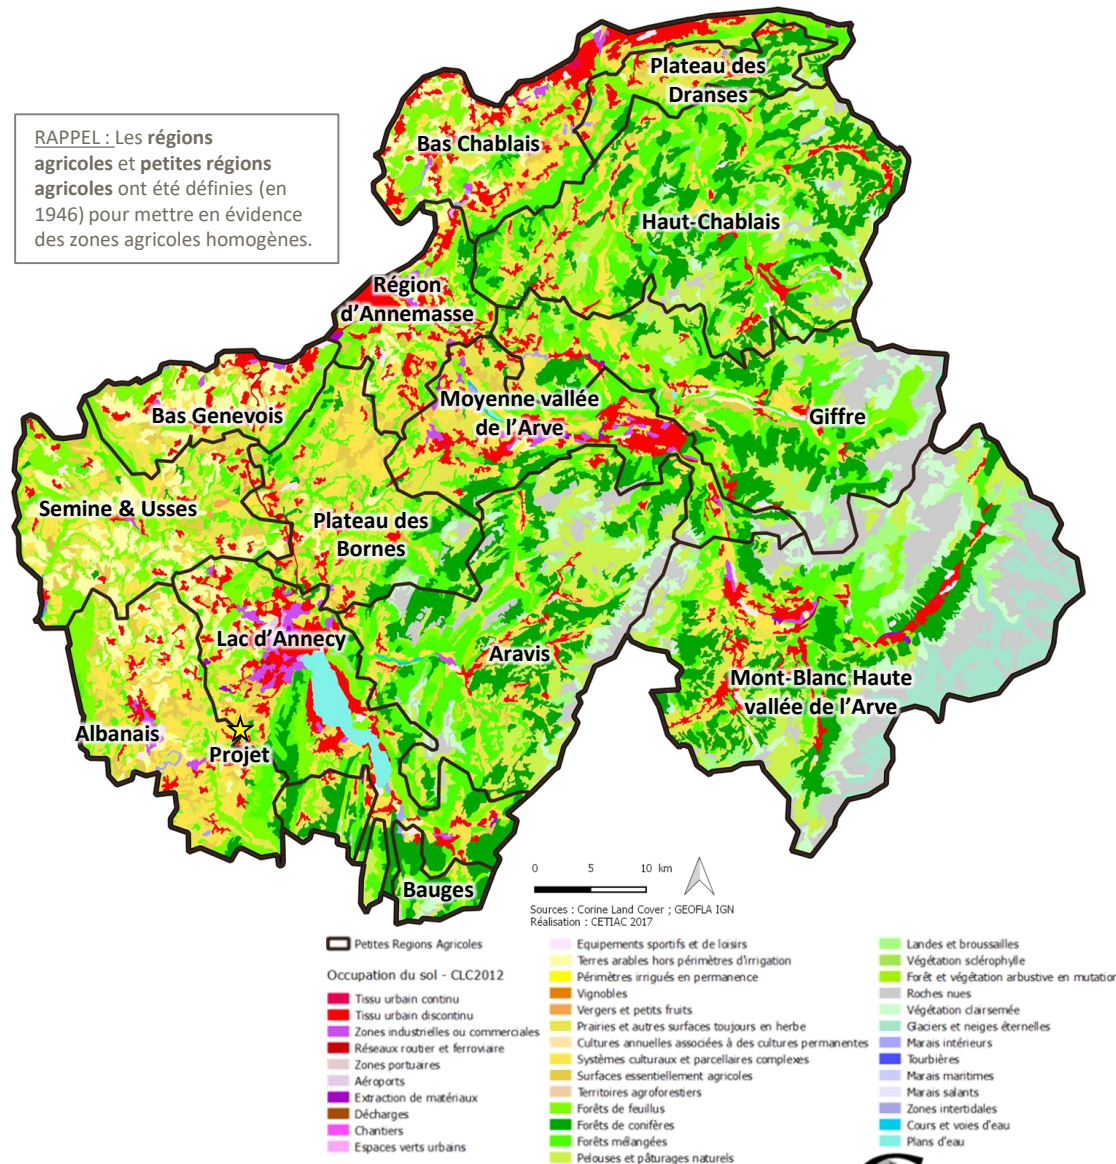 RAPPEL : Les régions
agricoles et petites régions
agricoles ont été définies (en
1946) pour mettre en évidence
des zones agricoles homogènes.
Plateau des
Dranses
Bas Chablais
Haut-Chablais
Région
d’Annemasse
Moyenne vallée
de l’Arve
Giffre
Bas Genevois
Semine & Usses
Plateau des
Bornes
Lac d’Annecy
Aravis
Mont-Blanc Haute
vallée de l’Arve
Albanais
Projet
Bauges
0 5 10 km
Sources : Corine Land Cover ; GEOFLA IGN
Réalisation : CETIAC 2017
Petites Regions Agricoles
Occupation du sol - CLC2012
Tissu urbain continu
Tissu urbain discontinu
Zones industrielles ou commerciales
Réseaux routier et ferroviaire
Zones portuaires
Aéroports
Extraction de matériaux
Décharges
Chantiers
Espaces verts urbains
Equipements sportifs et de loisirs
Terres arables hors périmètres d'irrigation
Périmètres irrigués en permanence
Vignobles
Vergers et petits fruits
Prairies et autres surfaces toujours en herbe
Cultures annuelles associées à des cultures permanentes
Systèmes culturaux et parcellaires complexes
Surfaces essentiellement agricoles
Territoires agroforestiers
Forêts de feuillus
Forêts de conifères
Forêts mélangées
Pelouses et pâturages naturels
Landes et broussailles
Végétation sclérophylle
Forêt et végétation arbustive en mutation
Roches nues
Végétation clairsemée
Glaciers et neiges éternelles
Marais intérieurs
Tourbières
Marais maritimes
Marais salants
Zones intertidales
Cours et voies d'eau
Plans d'eau